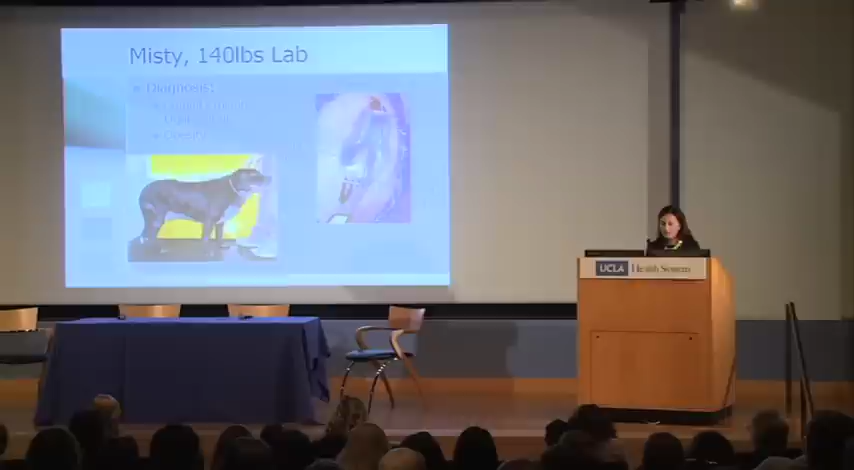 Misty, 140lbs Lab
Diagnosis:
Obesity
UCLA Health System